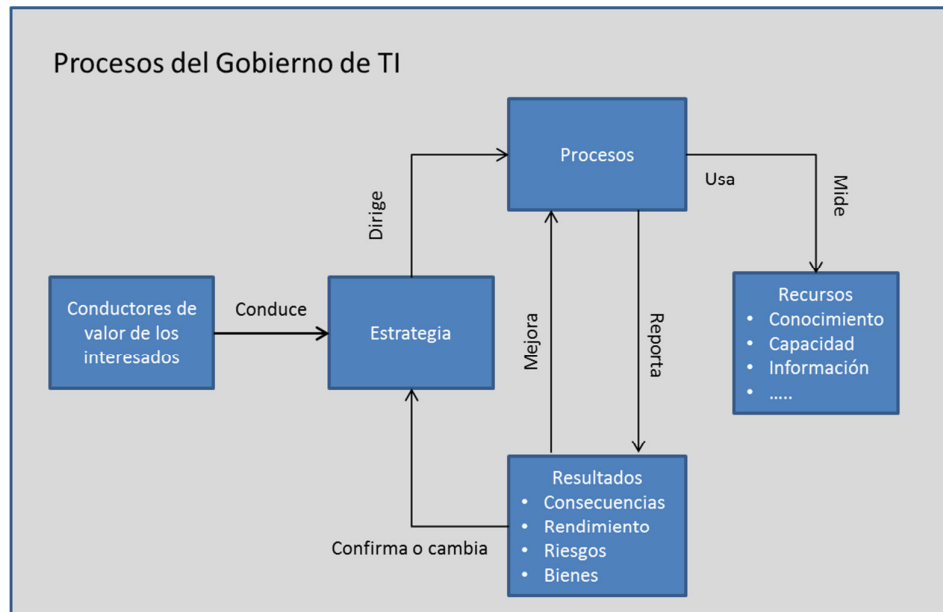 Procesos del Gobierno de TI
Procesos
Usa
Mide
Dirige
Conductores de
valor de los
interesados
Conduce
Estrategia
Mejora
Reporta
Recursos
• Conocimiento
• Capacidad
• Información
• .....
Resultados
• Consecuencias
• Rendimiento
• Riesgos
• Bienes
Confirma o cambia